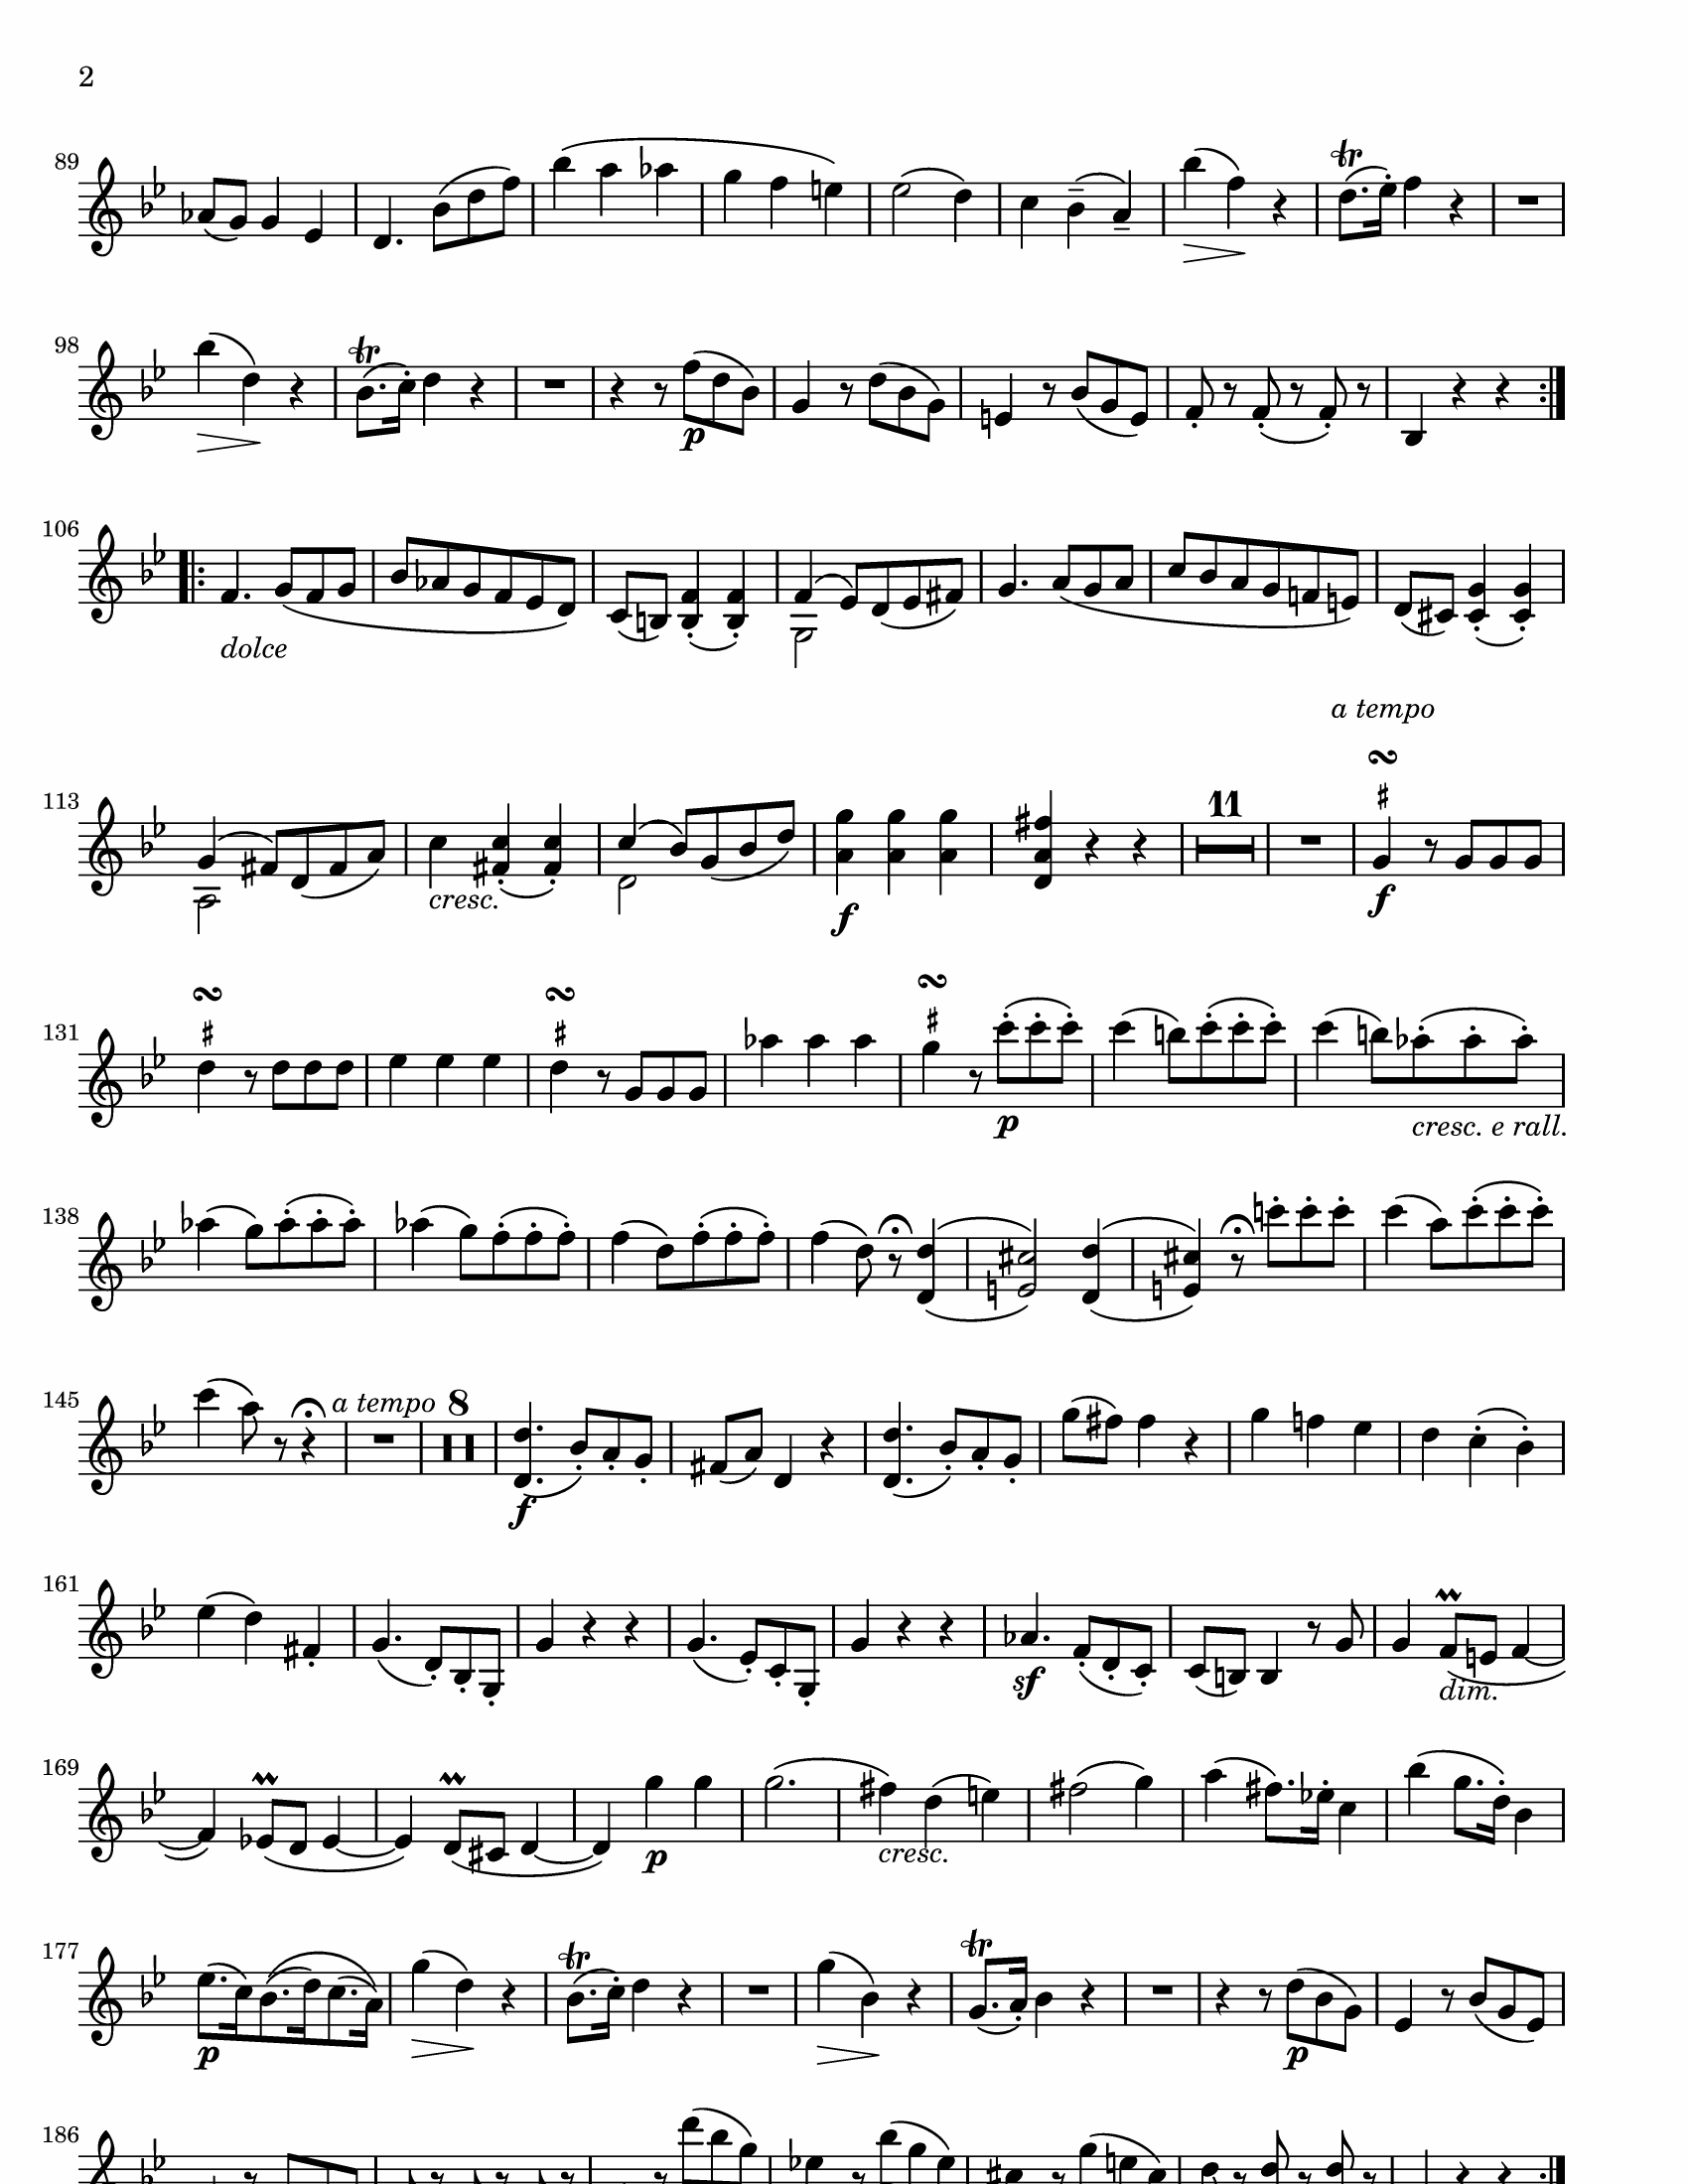 2
89
98
p
106
dolce
a tempo
11
113
cresc.
f
f
131
p
cresc. e rall.
138
145
a tempo
8
f
161
sf
dim.
169
p
cresc.
177
p
p
186